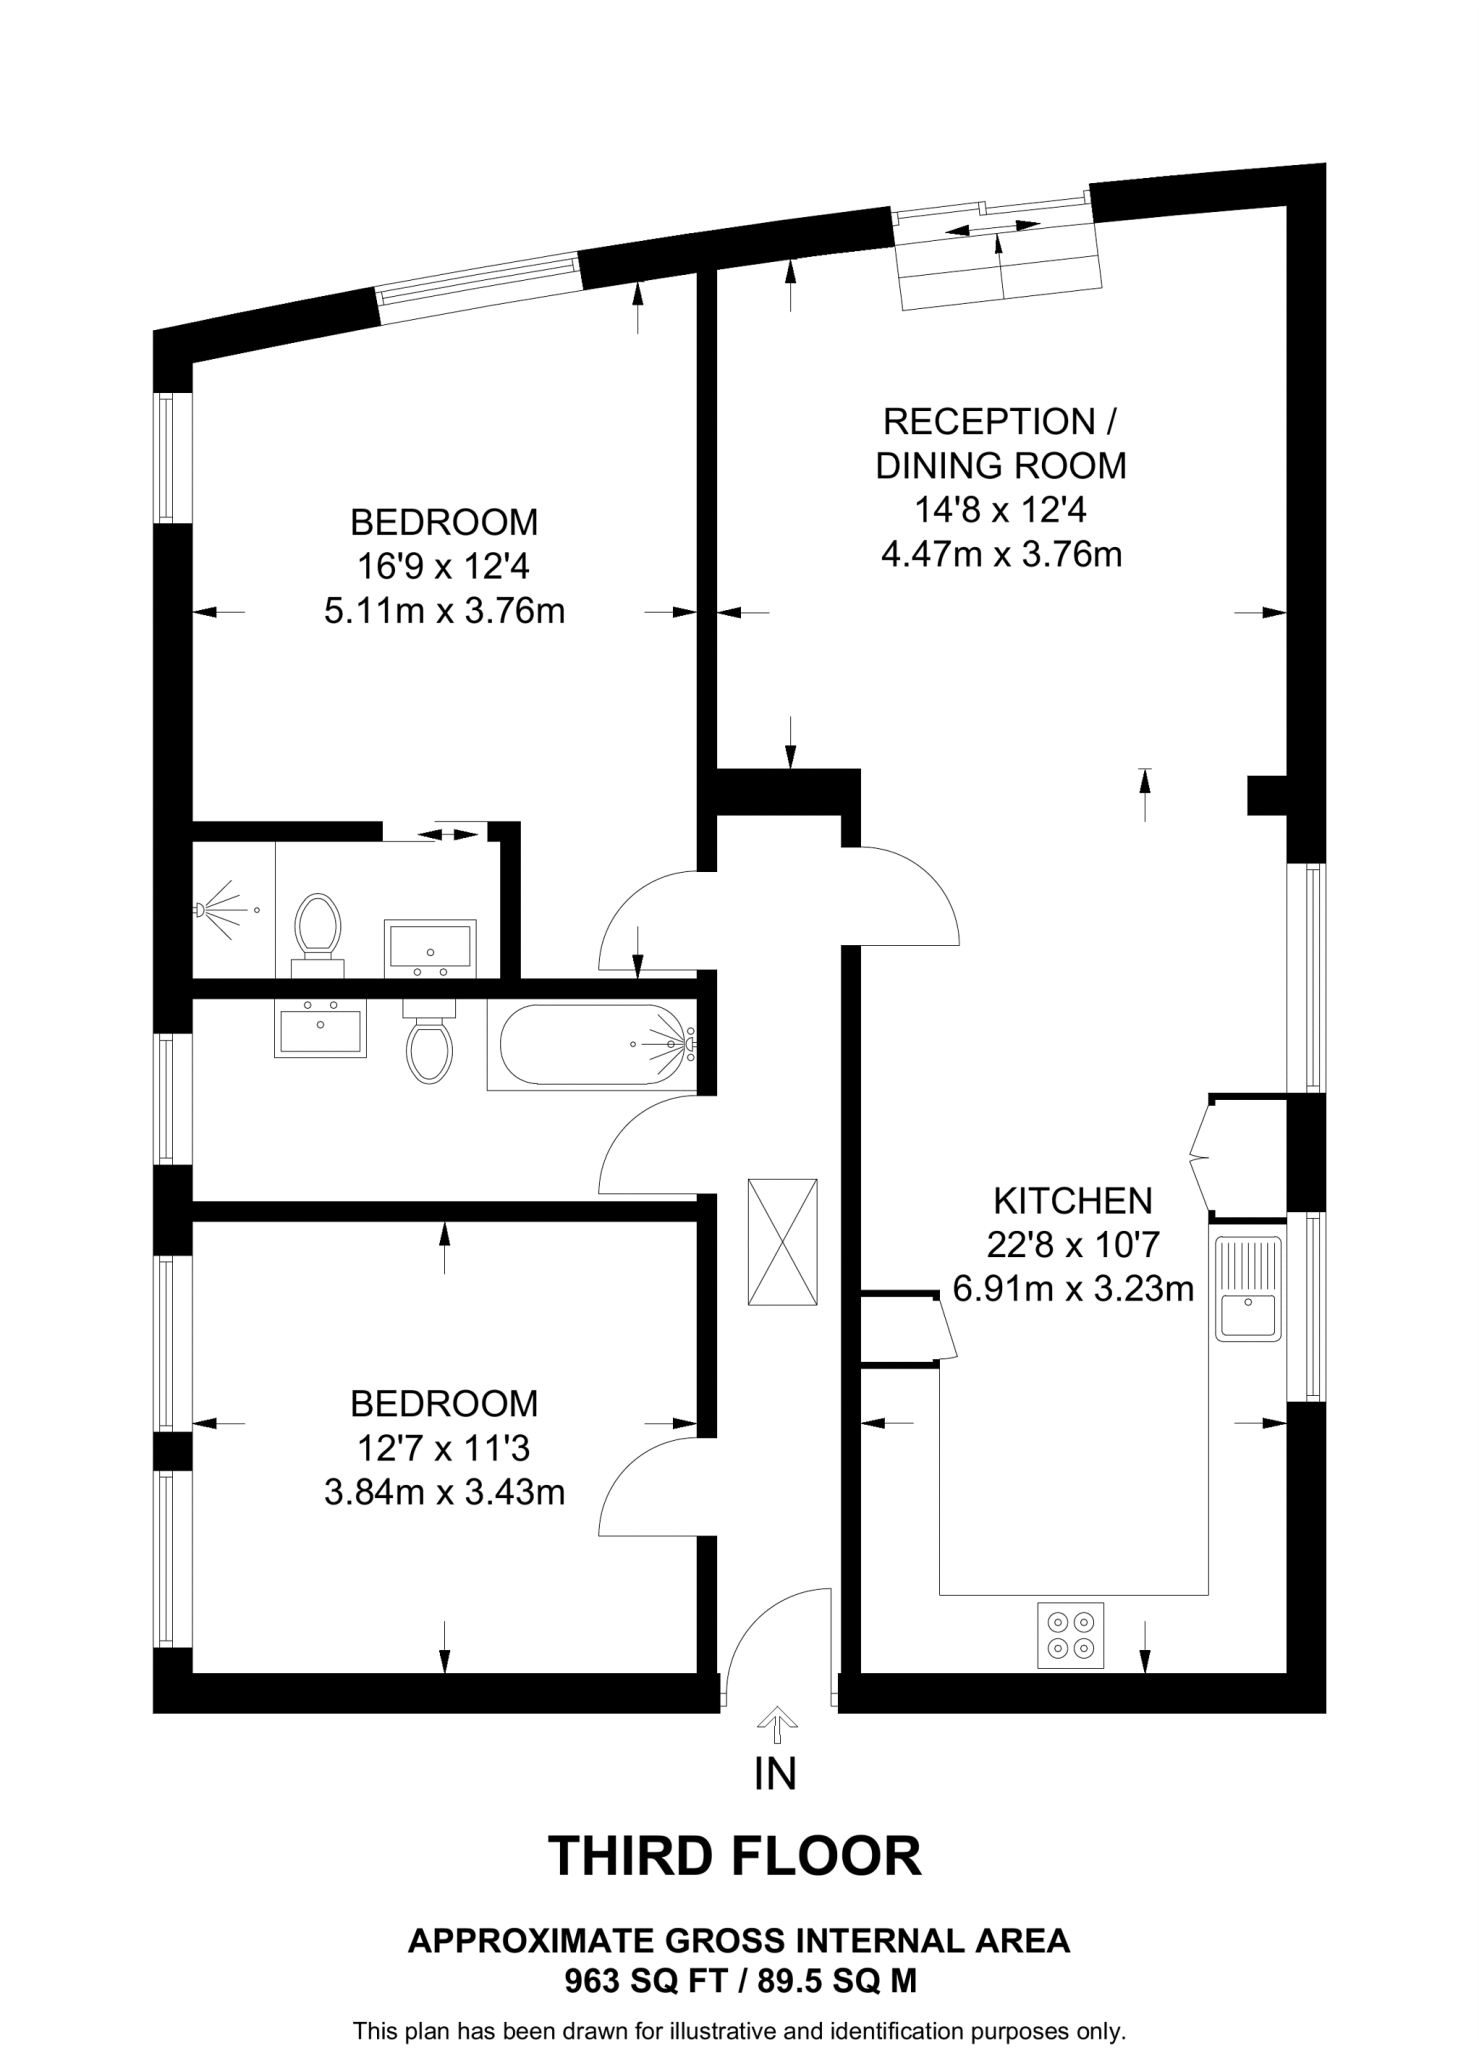 RECEPTION /
DINING ROOM
14'8 x 12'4
4.47m x 3.76m
BEDROOM
16'9 x 12'4
5.11m x 3.76m
KITCHEN
22'8 x 10'7
6.91m x 3.23m
BEDROOM
12'7 x 11'3
3.84m x 3.43m
IN
THIRD FLOOR
APPROXIMATE GROSS INTERNAL AREA
963 SQ FT / 89.5 SQ M
This plan has been drawn for illustrative and identification purposes only.